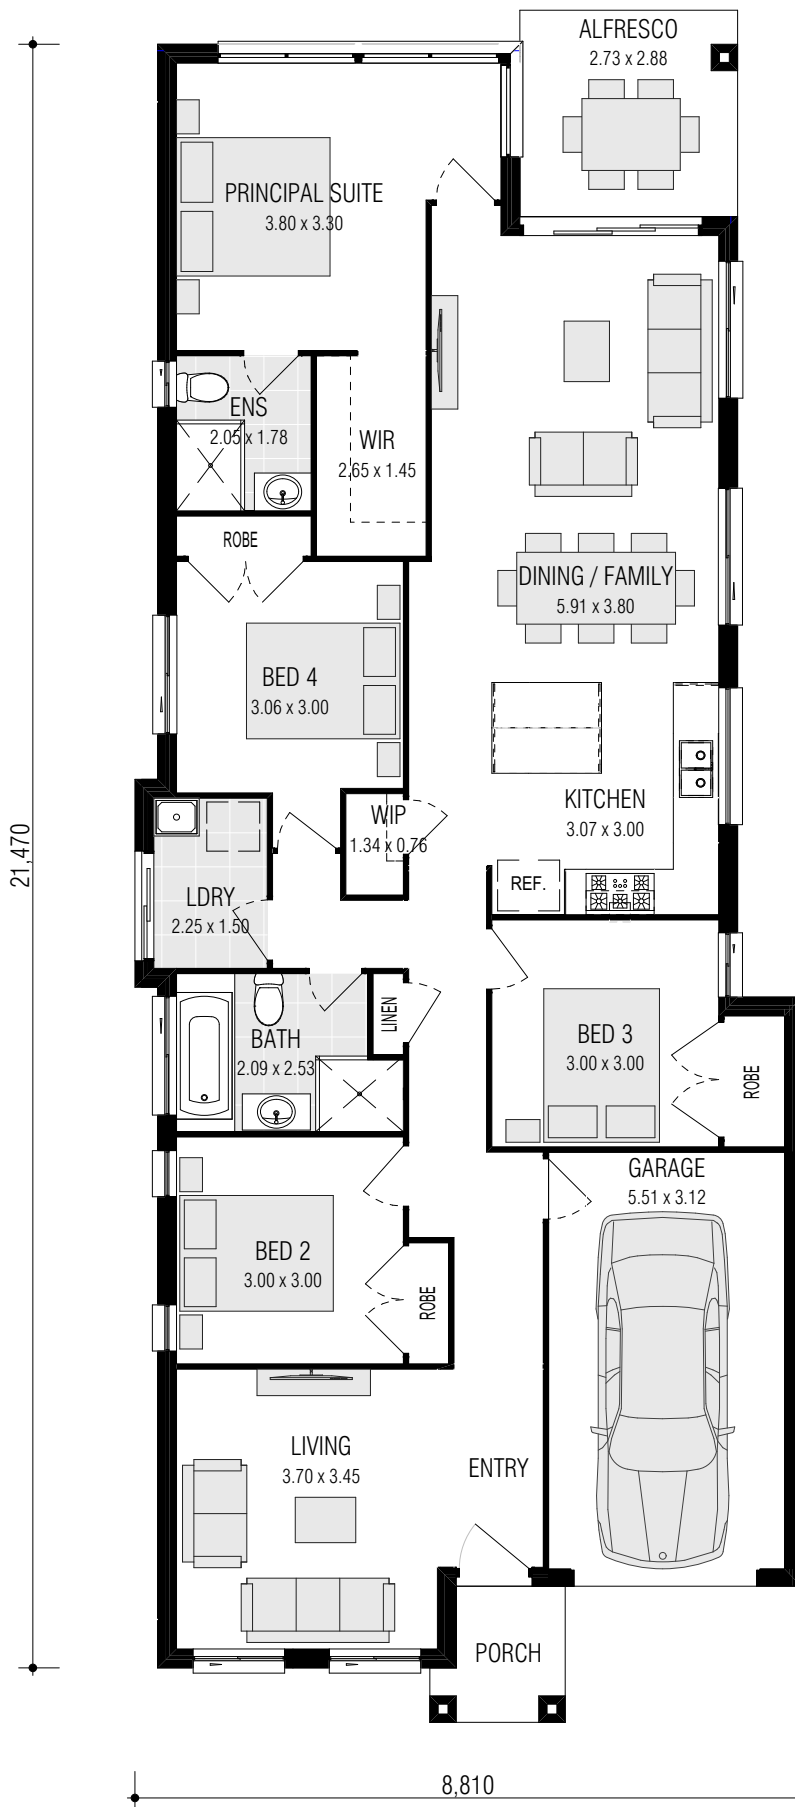 ALFRESCO
2.73 x 2.88
PRINCIPAL SUITE
3.80 x 3.30
ENS
2.05 x 1.78
WIR
2.65 x 1.45
ROBE
DINING / FAMILY
5.91 x 3.80
BED 4
3.06 x 3.00
KITCHEN
3.07 x 3.00
WIP
1.34 x 0.76
21,470
REF.
LDRY
2.25 x 1.50
LINEN
BATH
2.09 x 2.53
BED 3
3.00 x 3.00
ROBE
GARAGE
5.51 x 3.12
BED 2
3.00 x 3.00
ROBE
LIVING
3.70 x 3.45
ENTRY
PORCH
8,810